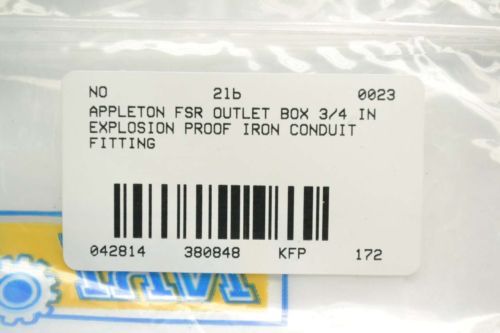 NO 21b 0023
APPLETON FSR OUTLET BOX 3/4 IN
EXPLOSION PROOF IRON CONDUIT
FITTING
042814 380848 KFP 172